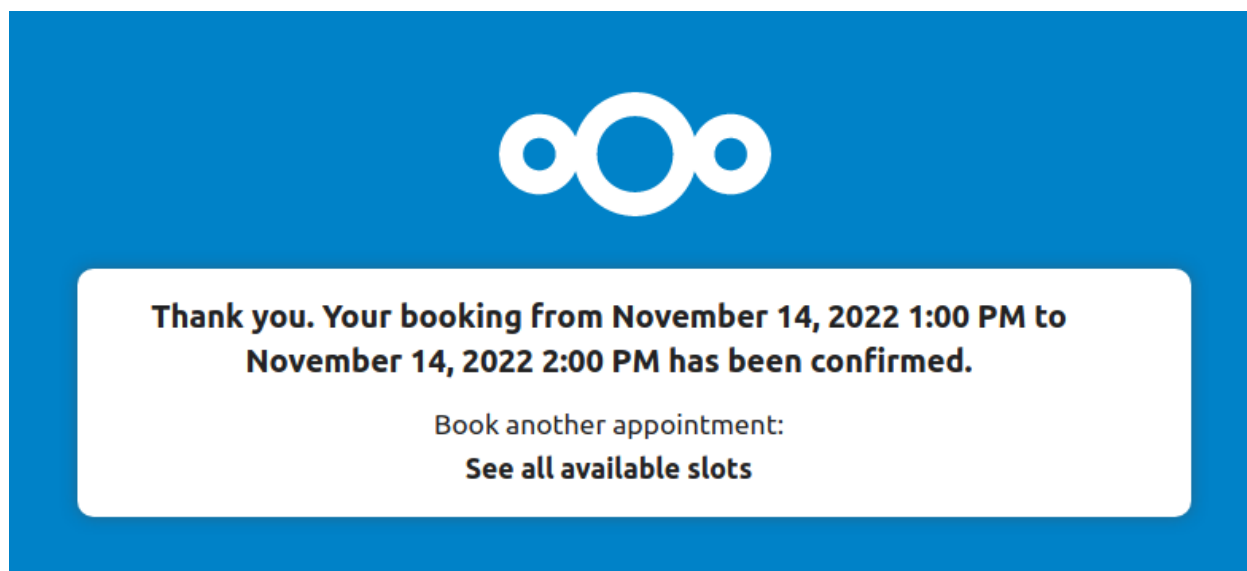 Thank you. Your booking from November 14, 2022 1:00 PM to
November 14, 2022 2:00 PM has been confirmed.
Book another appointment:
See all available slots